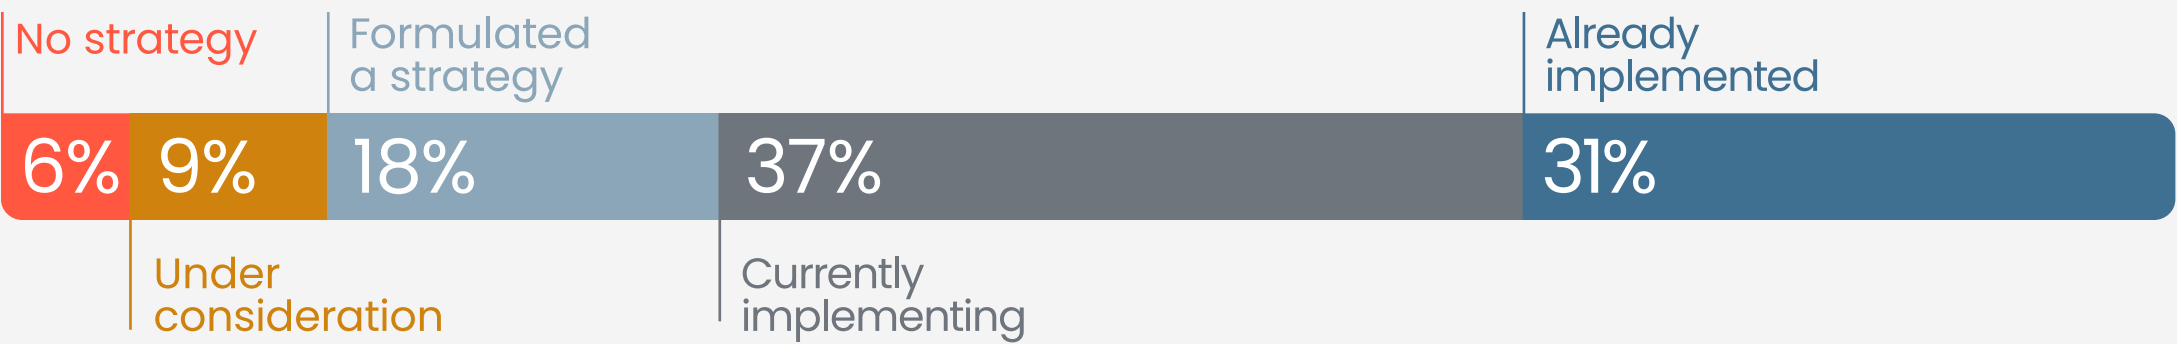 No strategy
Formulated
a strategy
Already
implemented
6%
9%
18%
37%
31%
Under
consideration
Currently
implementing